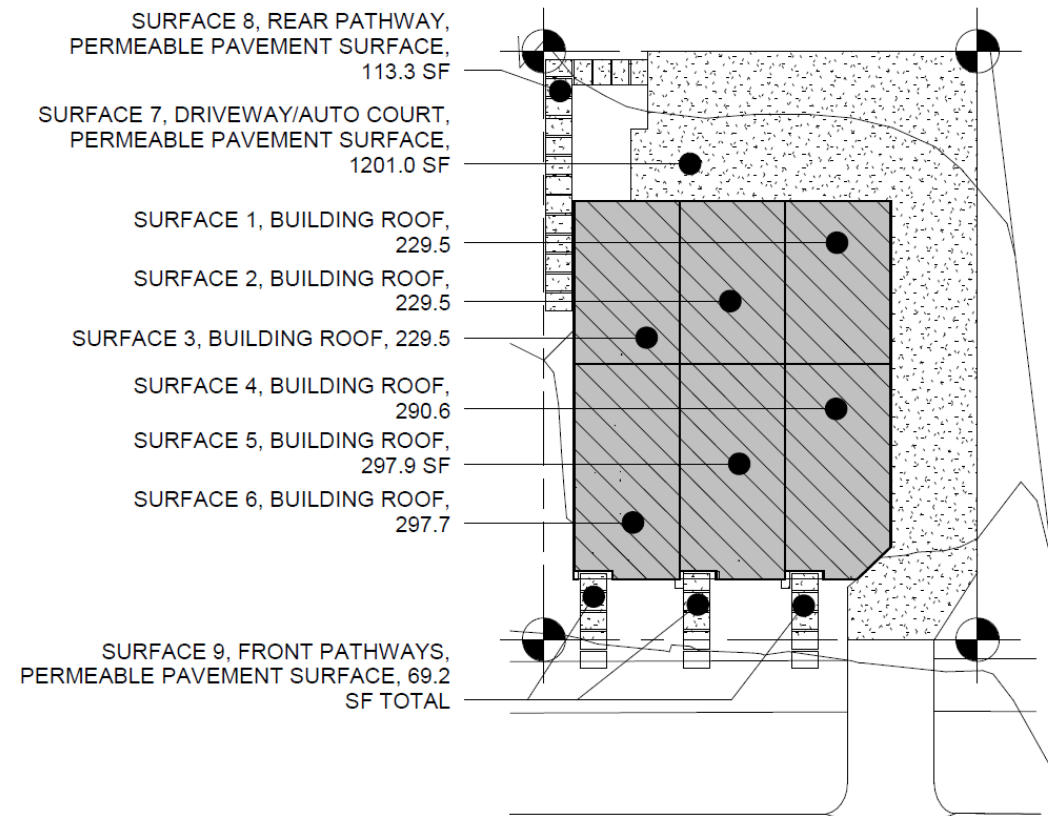 SURFACE 8, REAR PATHWAY,
PERMEABLE PAVEMENT SURFACE,
113.3 SF
SURFACE 7, DRIVEWAY/AUTO COURT,
PERMEABLE PAVEMENT SURFACE,
1201.0 SF
SURFACE 1, BUILDING ROOF,
229.5
SURFACE 2, BUILDING ROOF,
229.5
SURFACE 3, BUILDING ROOF, 229.5
SURFACE 4, BUILDING ROOF,
290.6
SURFACE 5, BUILDING ROOF,
297.9 SF
SURFACE 6, BUILDING ROOF,
297.7
SURFACE 9, FRONT PATHWAYS,
PERMEABLE PAVEMENT SURFACE, 69.2
SF TOTAL